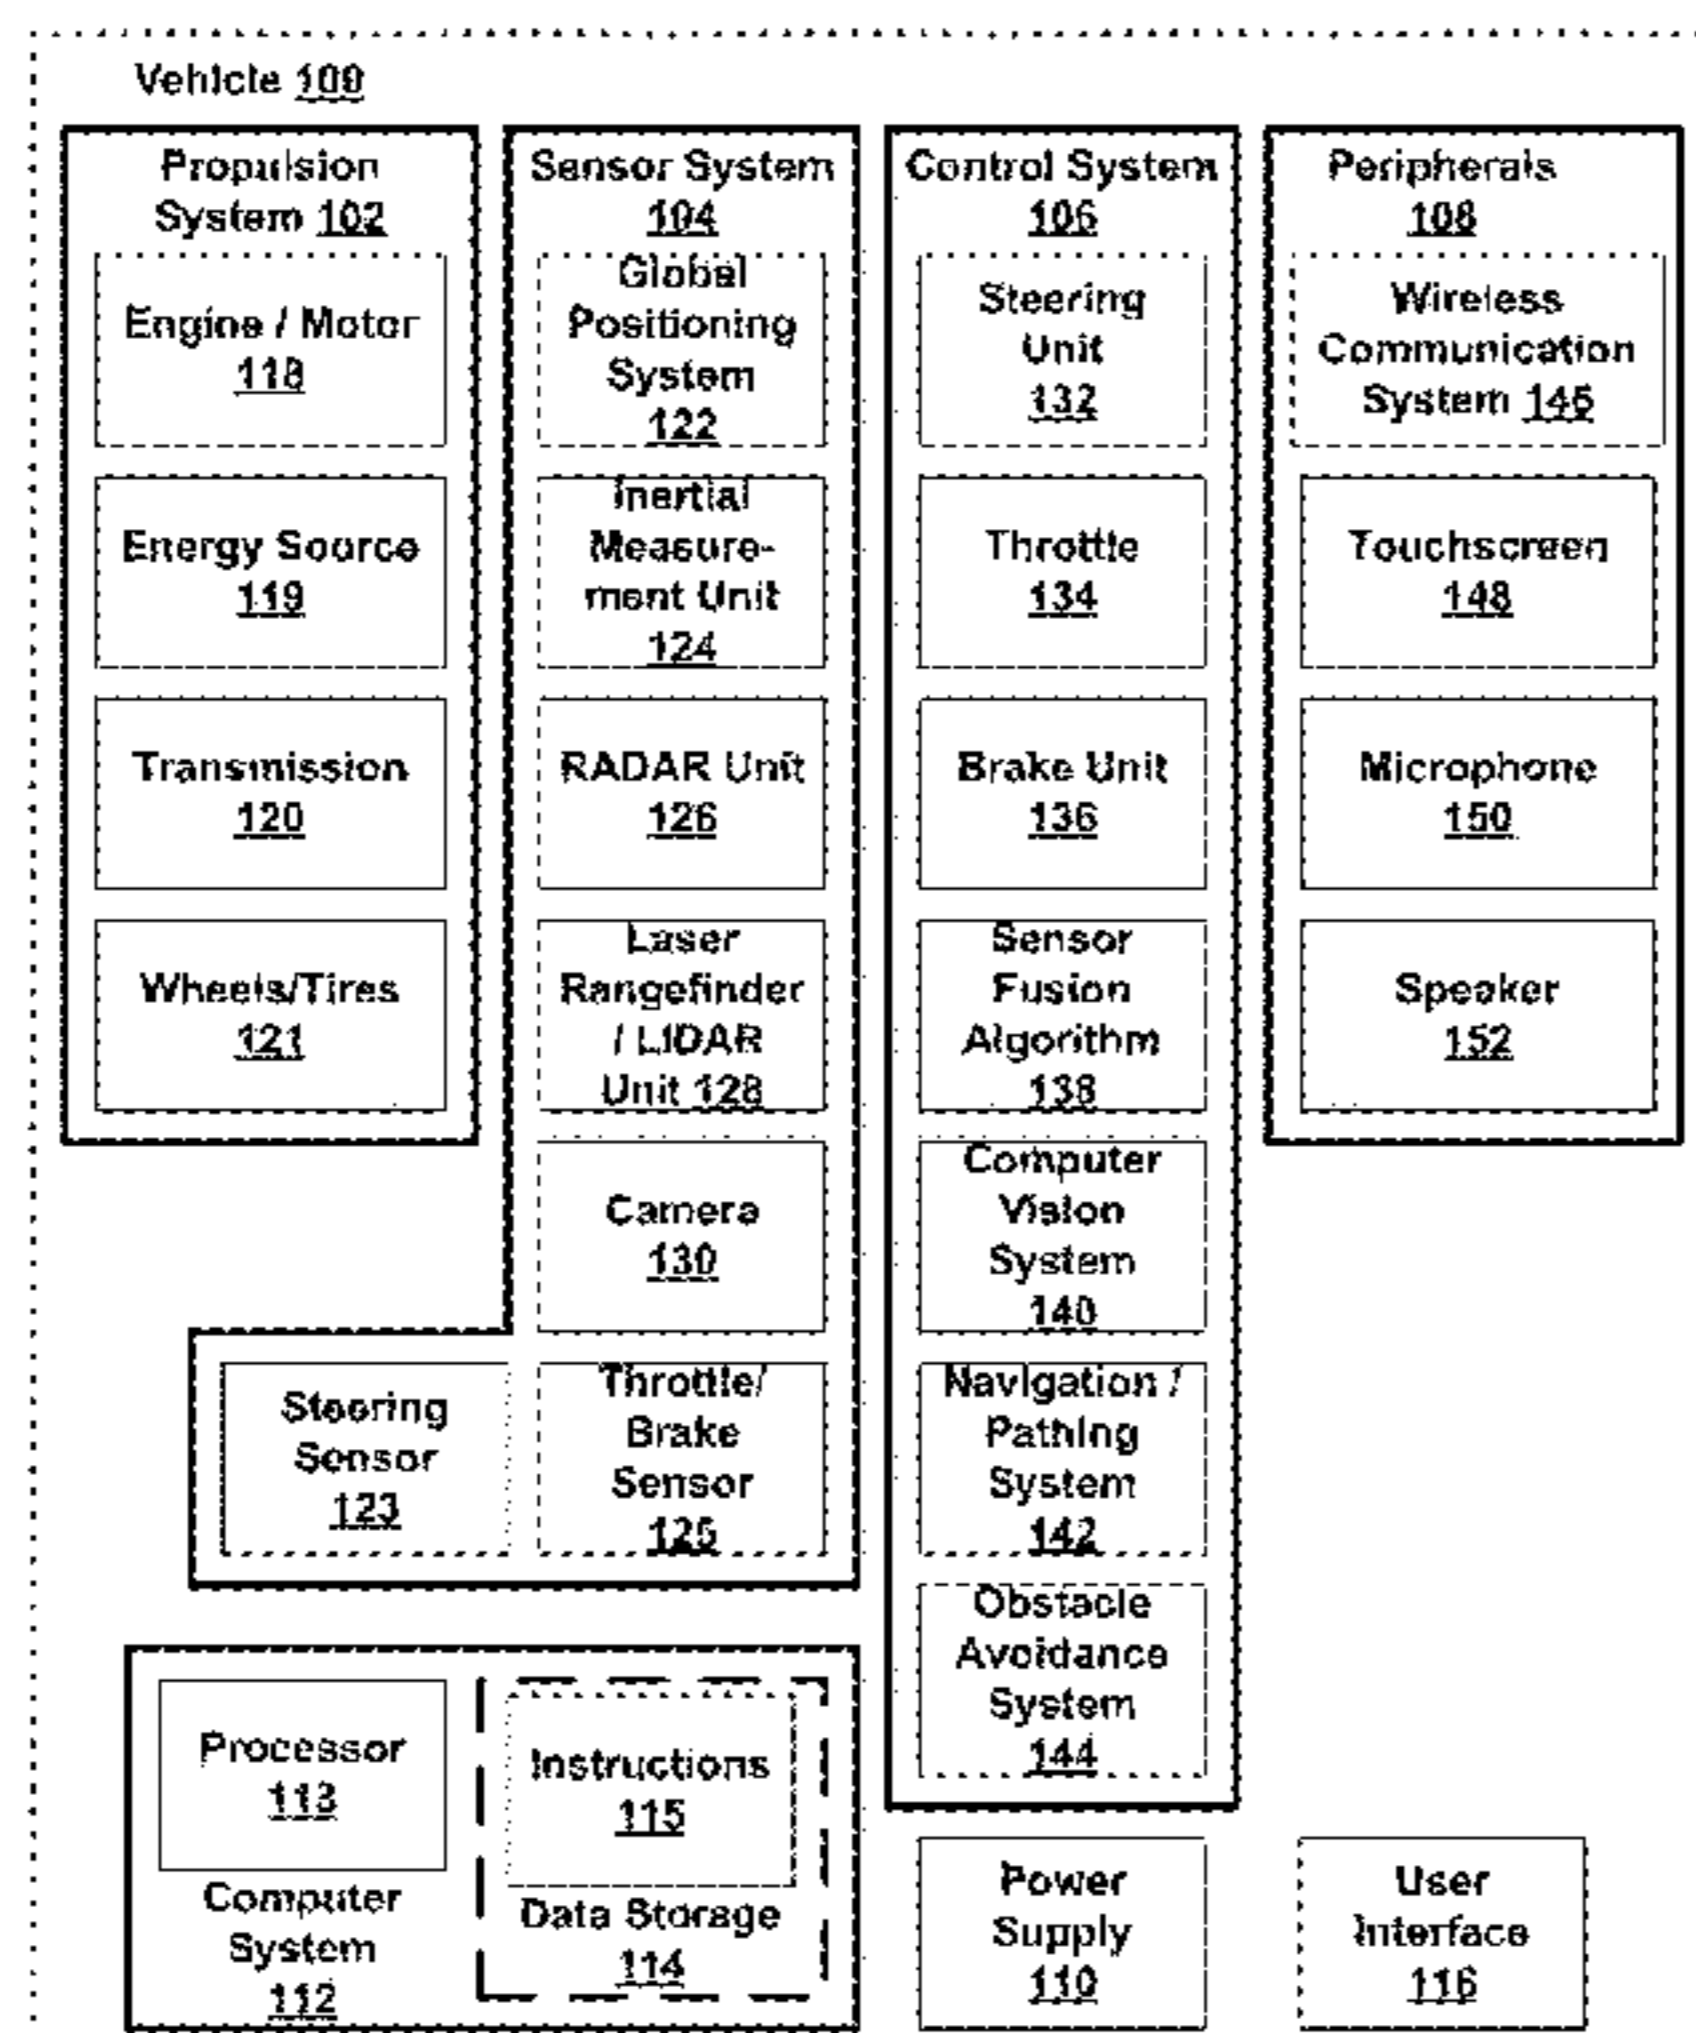 Vehicle 100
Propulsion
System 102
Engine / Motor
118
Energy Source
119
Transmission
120
Wheels/Tires
121
Sensor System
104
Global
Positioning
System
122
Inertial
Measure-
ment Unit
124
RADAR Unit
126
Laser
Rangefinder
/ LIDAR
Unit 128
Camera
130
Steering
Sensor
123
Throttle/
Brake
Sensor
125
Control System
106
Steering
Unit
132
Throttle
134
Brake Unit
136
Sensor
Fusion
Algorithm
138
Computer
Vision
System
140
Navigation /
Pathing
System
142
Obstacle
Avoidance
System
144
Peripherals
108
Wireless
Communication
System 146
Touchscreen
148
Microphone
150
Speaker
152
Processor
113
Computer
System
112
Instructions
115
Data Storage
114
Power
Supply
110
User
Interface
116